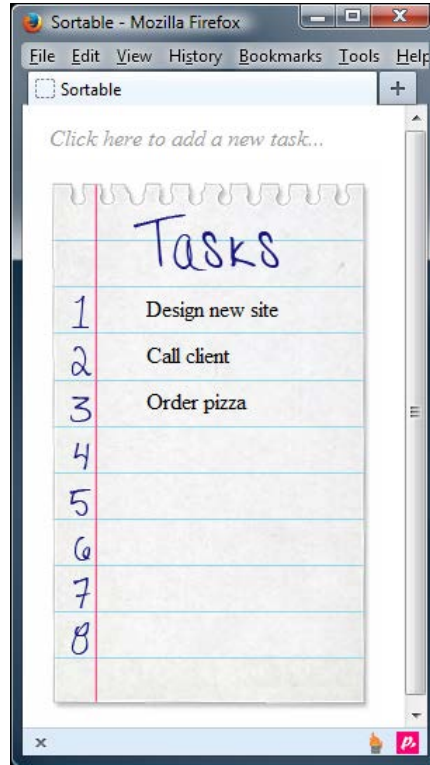 Sortable - Mozilla Firefox
File Edit View History Bookmarks Tools Help
Sortable
Click here to add a new task...
Tasks
1 Design new site
2 Call client
3 Order pizza
4
5
6
7
8